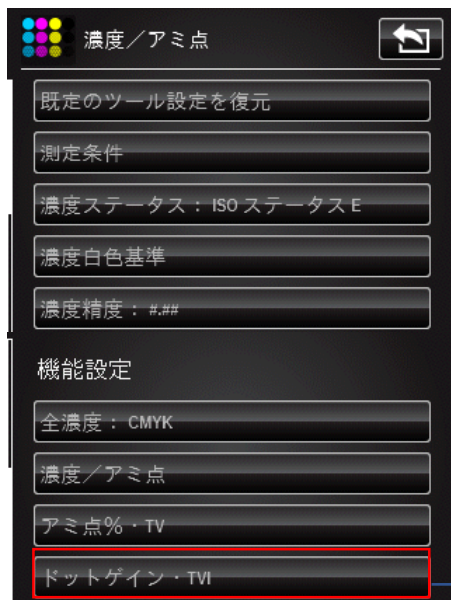 濃度／アミ点
既定のツール設定を復元
測定条件
濃度ステータス： ISO ステータス E
濃度白色基準
濃度精度： #.##
機能設定
全濃度： CMYK
濃度／アミ点
アミ点％・TV
ドットゲイン・TVI